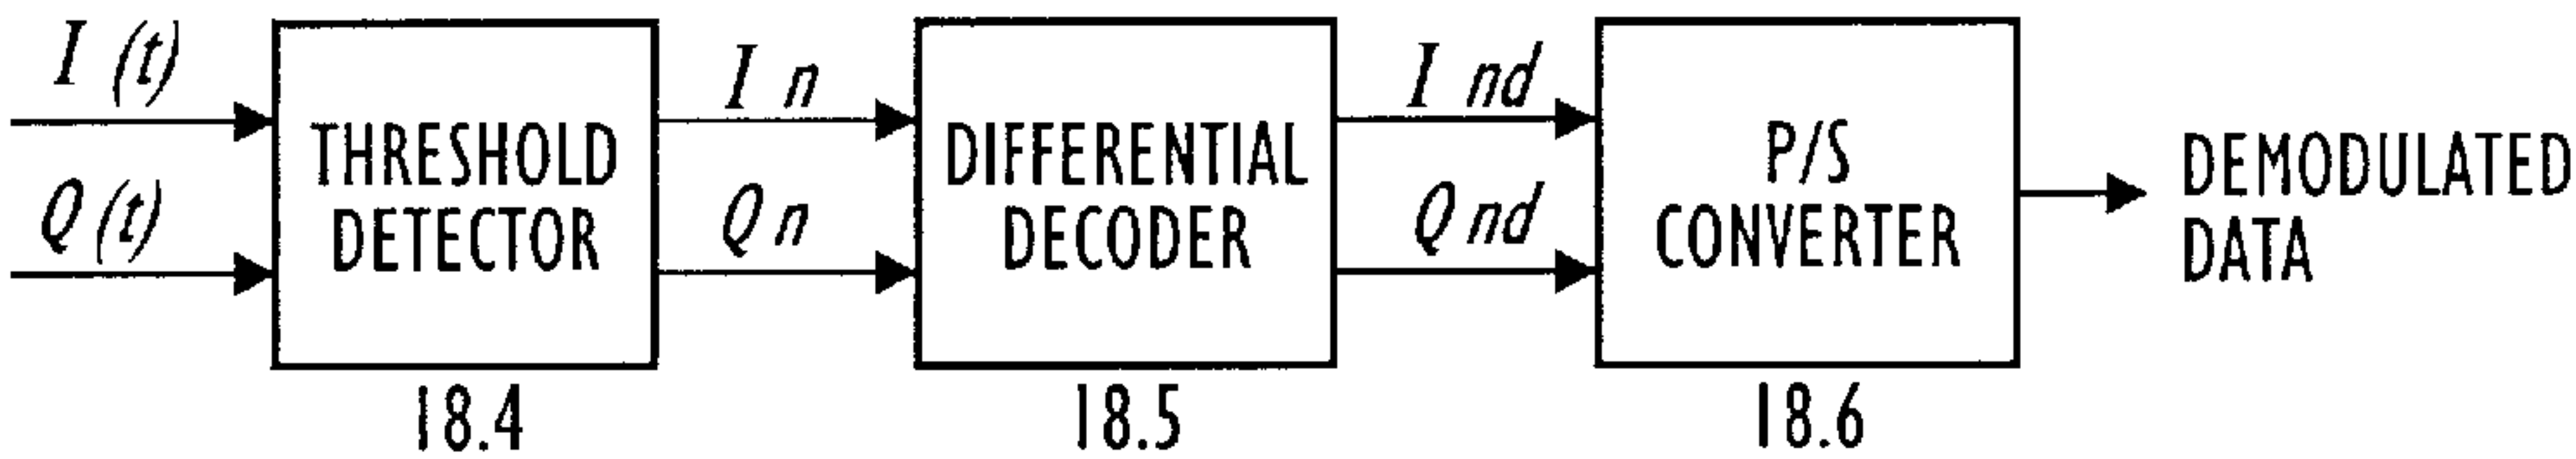 I (t)
Q (t)
THRESHOLD
DETECTOR
18.4
I n
Q n
DIFFERENTIAL
DECODER
18.5
I nd
Q nd
P/S
CONVERTER
18.6
DEMODULATED
DATA